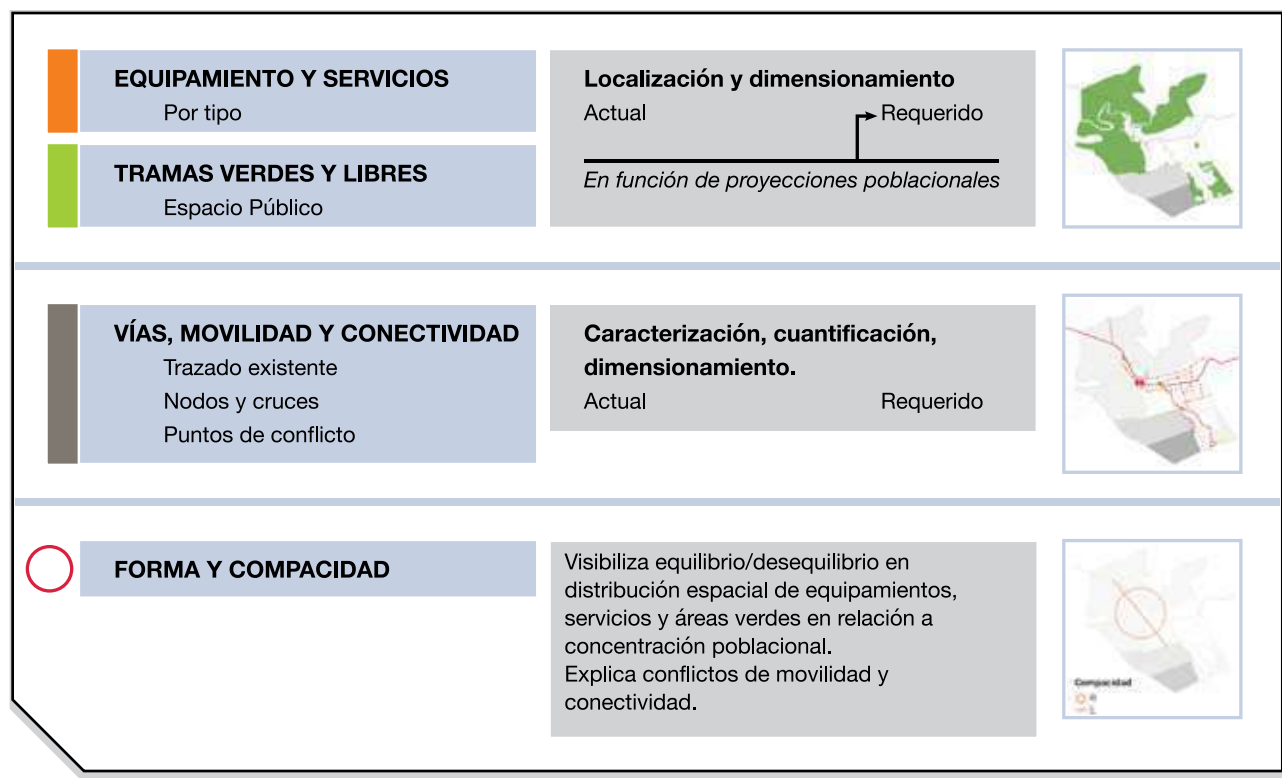 EQUIPAMIENTO Y SERVICIOS
Por tipo
TRAMAS VERDES Y LIBRES
Espacio Público
Localización y dimensionamiento
Actual Requerido
En función de proyecciones poblacionales
VÍAS, MOVILIDAD Y CONECTIVIDAD
Trazado existente
Nodos y cruces
Puntos de conflicto
Caracterización, cuantificación,
dimensionamiento.
Actual Requerido
FORMA Y COMPACIDAD
Visibiliza equilibrio/desequilibrio en
distribución espacial de equipamientos,
servicios y áreas verdes en relación a
concentración poblacional.
Explica conflictos de movilidad y
conectividad.
Compacidad